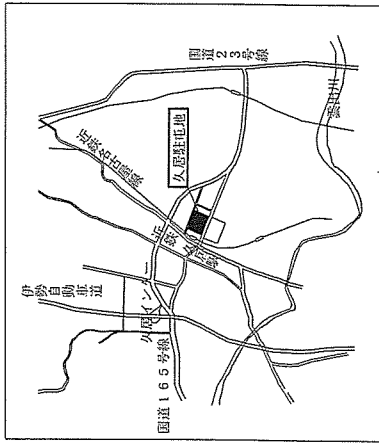 伊勢自動車道
近鉄名古屋線
国道23号線
久居インター
久居駐屯地
近鉄久居駅
国道165号線
雲出川